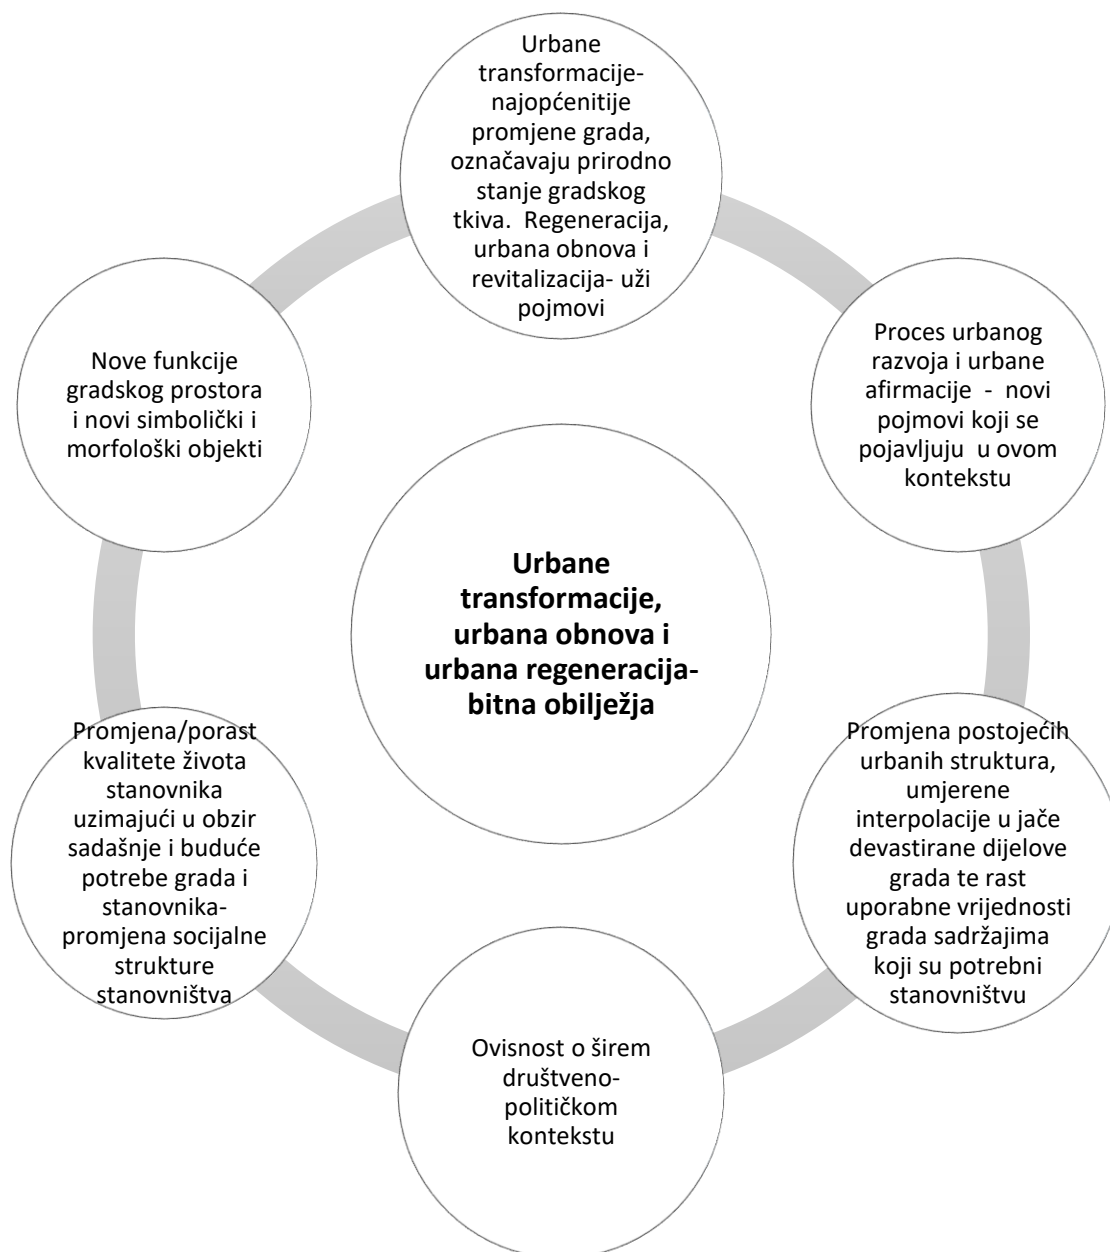 Urbane
transformacije-
najopćenitije
promjene grada,
označavaju prirodno
stanje gradskog
tkiva.  Regeneracija,
urbana obnova i
revitalizacija- uži
pojmovi
Proces urbanog
razvoja i urbane
afirmacije  -  novi
pojmovi koji se
pojavljuju  u ovom
kontekstu
Promjena postojećih
urbanih struktura,
umjerene
interpolacije u jače
devastirane dijelove
grada te rast
uporabne vrijednosti
grada sadržajima
koji su potrebni
stanovništvu
Ovisnost o širem
društveno-
političkom
kontekstu
Promjena/porast
kvalitete života
stanovnika
uzimajući u obzir
sadašnje i buduće
potrebe grada i
stanovnika-
promjena socijalne
strukture
stanovništva
Nove funkcije
gradskog prostora
i novi simbolički i
morfološki objekti
Urbane
transformacije,
urbana obnova i
urbana regeneracija-
bitna obilježja